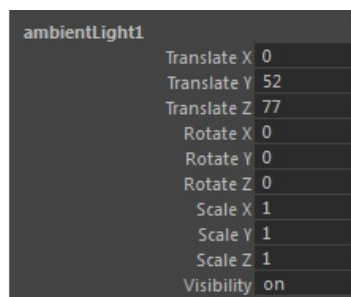 ambientLight1
Translate X 0
Translate Y 52
Translate Z 77
Rotate X 0
Rotate Y 0
Rotate Z 0
Scale X 1
Scale Y 1
Scale Z 1
Visibility on